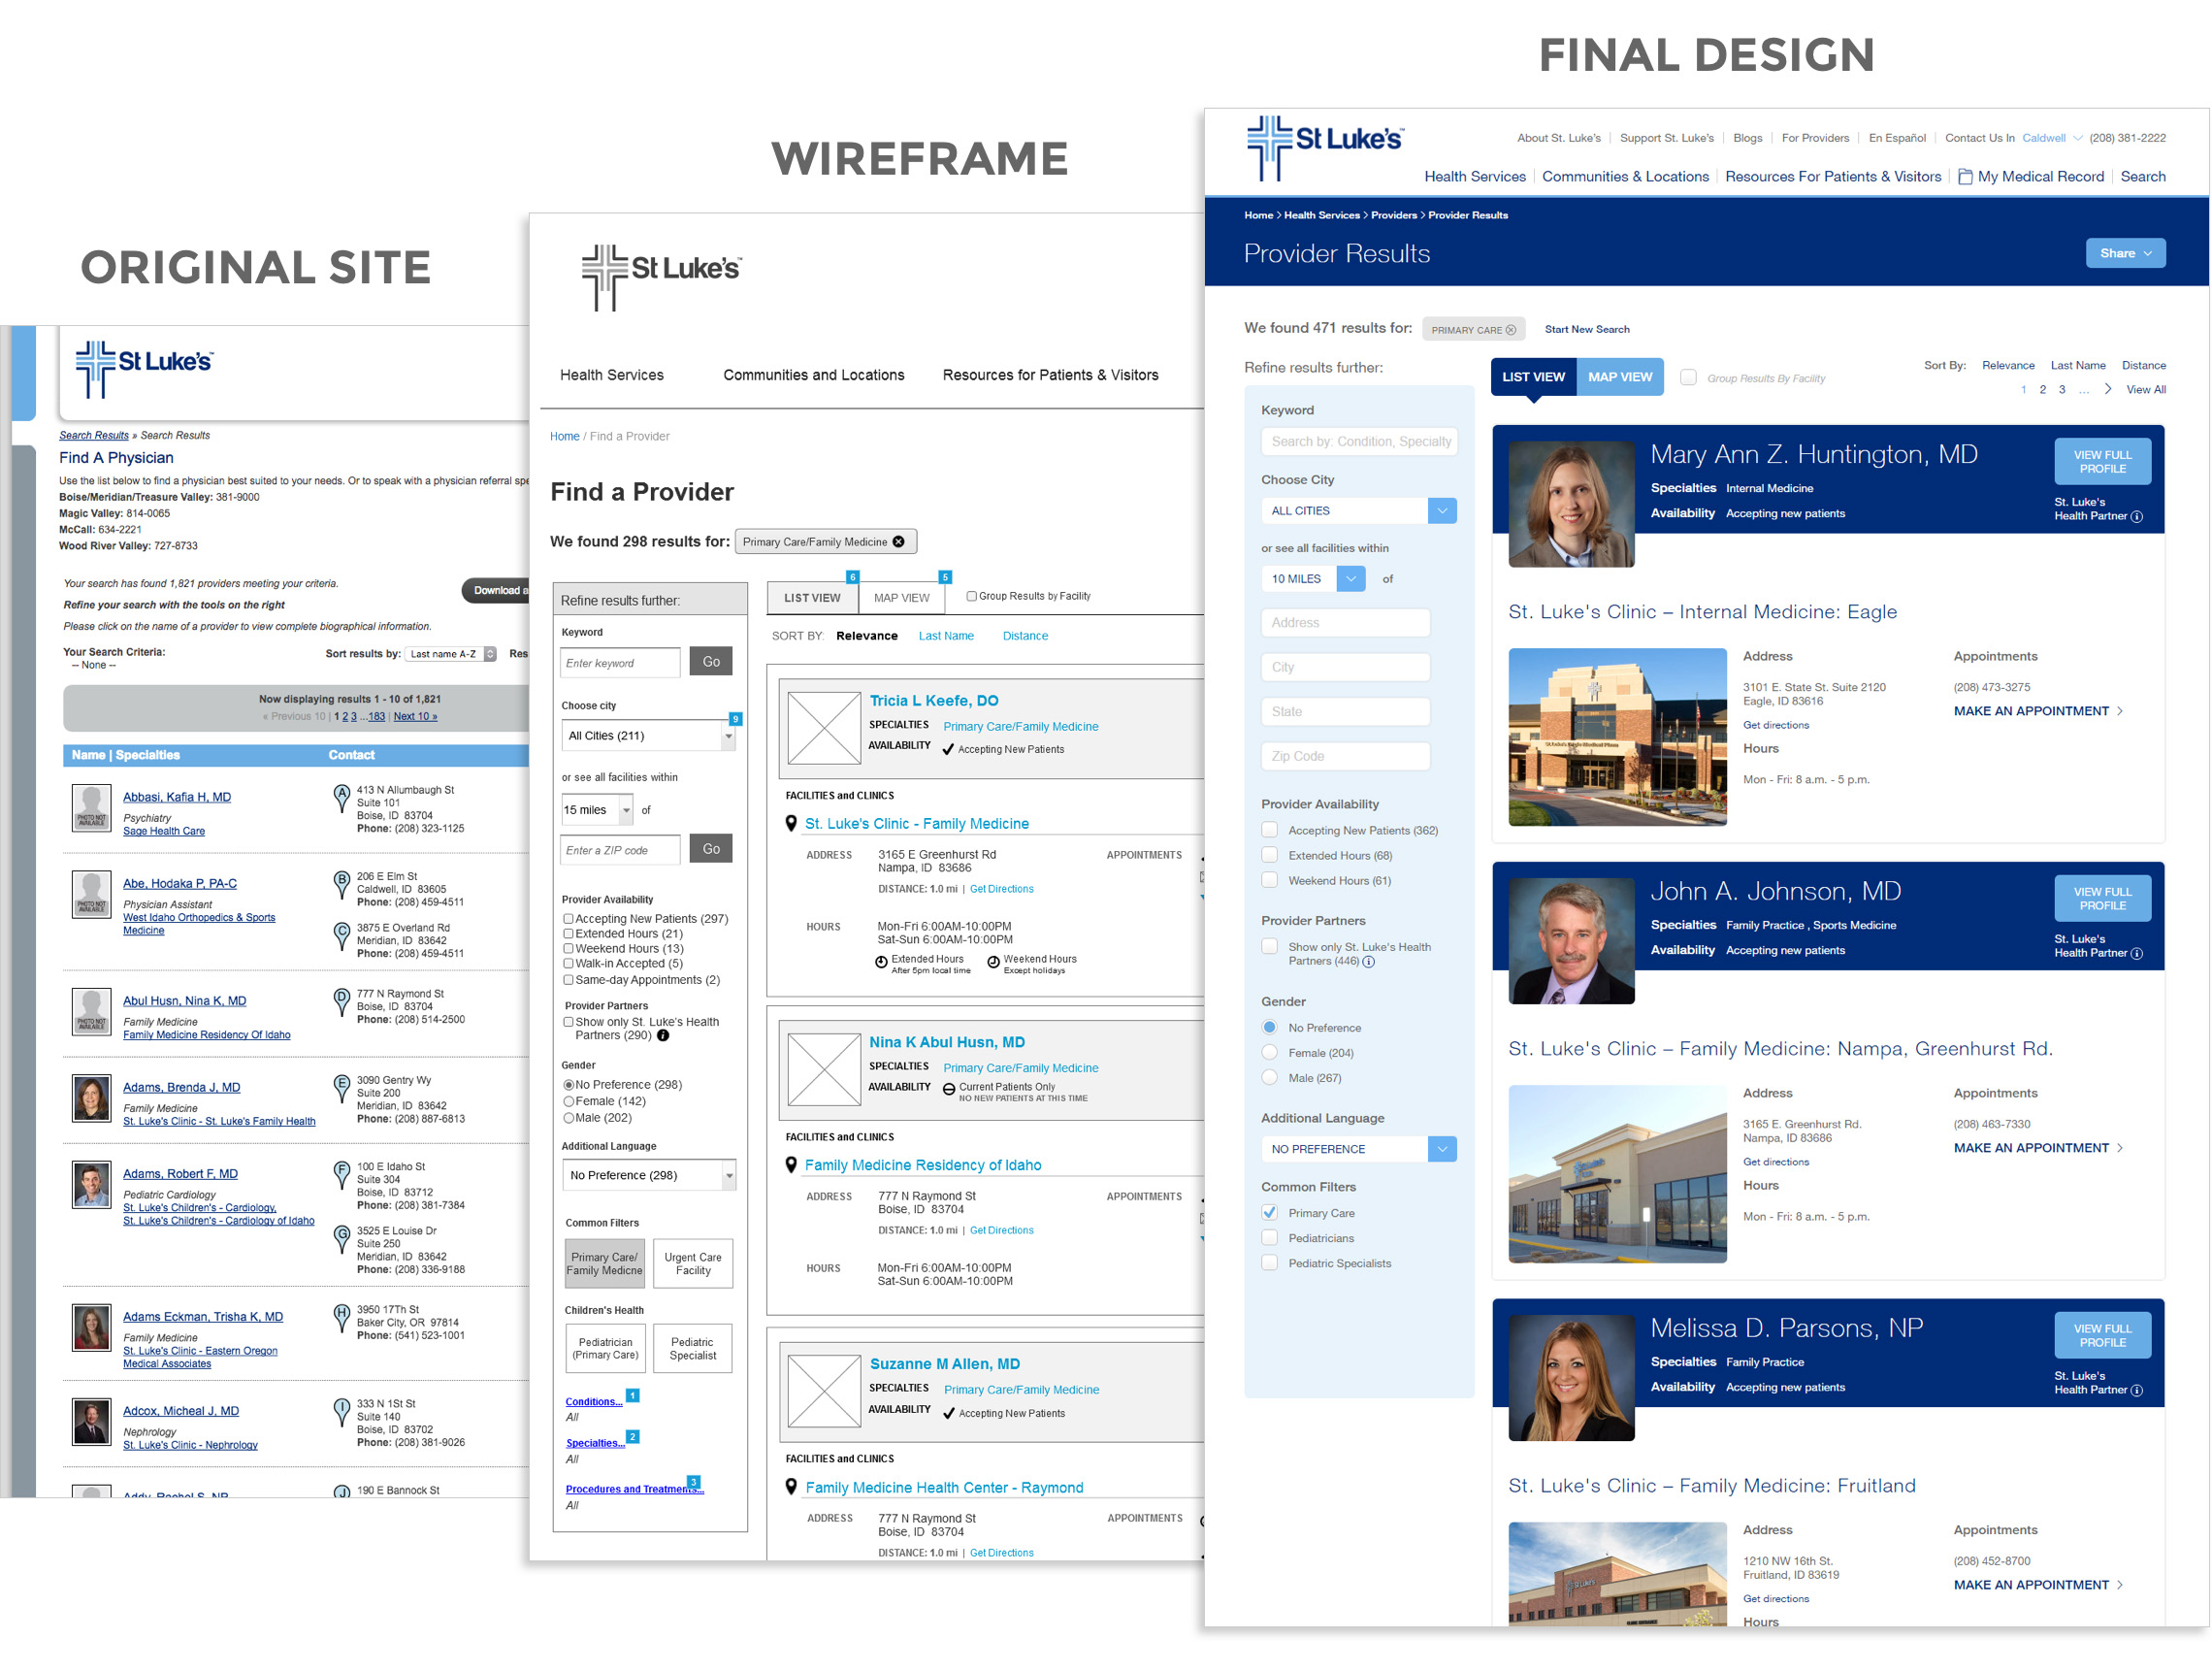 ORIGINAL SITE
St Luke's™
Search Results » Search Results
Find A Physician
Use the list below to find a physician best suited to your needs. Or to speak with a physician referral spe
Boise/Meridian/Treasure Valley: 381-9000
Magic Valley: 814-0065
McCall: 634-2221
Wood River Valley: 727-8733
Your search has found 1,821 providers meeting your criteria.
Refine your search with the tools on the right
Please click on the name of a provider to view complete biographical information.
Download a
Your Search Criteria:
-- None --
Sort results by: Last name A-Z Res
Now displaying results 1 - 10 of 1,821
« Previous 10 | 1 2 3 ...183 | Next 10 »
Name | Specialties Contact
PHOTO NOT AVAILABLE
Abbasi, Kafia H, MD
Psychiatry
Sage Health Care
A 413 N Allumbaugh St
Suite 101
Boise, ID 83704
Phone: (208) 323-1125
PHOTO NOT AVAILABLE
Abe, Hodaka P, PA-C
Physician Assistant
West Idaho Orthopedics & Sports
Medicine
B 206 E Elm St
Caldwell, ID 83605
Phone: (208) 459-4511
C 3875 E Overland Rd
Meridian, ID 83642
Phone: (208) 459-4511
PHOTO NOT AVAILABLE
Abul Husn, Nina K, MD
Family Medicine
Family Medicine Residency Of Idaho
D 777 N Raymond St
Boise, ID 83704
Phone: (208) 514-2500
Adams, Brenda J, MD
Family Medicine
St. Luke's Clinic - St. Luke's Family Health
E 3090 Gentry Wy
Suite 200
Meridian, ID 83642
Phone: (208) 887-6813
Adams, Robert F, MD
Pediatric Cardiology
St. Luke's Children's - Cardiology,
St. Luke's Children's - Cardiology of Idaho
F 100 E Idaho St
Suite 304
Boise, ID 83712
Phone: (208) 381-7384
G 3525 E Louise Dr
Suite 250
Meridian, ID 83642
Phone: (208) 336-9188
Adams Eckman, Trisha K, MD
Family Medicine
St. Luke's Clinic - Eastern Oregon
Medical Associates
H 3950 17Th St
Baker City, OR 97814
Phone: (541) 523-1001
Adcox, Micheal J, MD
Nephrology
St. Luke's Clinic - Nephrology
I 333 N 1St St
Suite 140
Boise, ID 83702
Phone: (208) 381-9026
Addy, Rachel S, NP
J 190 E Bannock St
WIREFRAME
St Luke's™
Health Services Communities and Locations Resources for Patients & Visitors
Home / Find a Provider
Find a Provider
We found 298 results for: Primary Care/Family Medicine
Refine results further:
Keyword
Enter keyword Go
Choose city
9
All Cities (211)
or see all facilities within
15 miles of
Enter a ZIP code Go
Provider Availability
Accepting New Patients (297)
Extended Hours (21)
Weekend Hours (13)
Walk-in Accepted (5)
Same-day Appointments (2)
Provider Partners
Show only St. Luke's Health
Partners (290)
Gender
No Preference (298)
Female (142)
Male (202)
Additional Language
No Preference (298)
Common Filters
Primary Care/
Family Medicne
Urgent Care
Facility
Children's Health
Pediatrician
(Primary Care)
Pediatric
Specialist
Conditions... 1
All
Specialties... 2
All
Procedures and Treatments... 3
All
6 5
LIST VIEW MAP VIEW Group Results by Facility
SORT BY: Relevance Last Name Distance
Tricia L Keefe, DO
SPECIALTIES Primary Care/Family Medicine
AVAILABILITY Accepting New Patients
FACILITIES and CLINICS
St. Luke's Clinic - Family Medicine
ADDRESS 3165 E Greenhurst Rd
Nampa, ID 83686
APPOINTMENTS
DISTANCE: 1.0 mi | Get Directions
HOURS Mon-Fri 6:00AM-10:00PM
Sat-Sun 6:00AM-10:00PM
Extended Hours
After 5pm local time
Weekend Hours
Except holidays
Nina K Abul Husn, MD
SPECIALTIES Primary Care/Family Medicine
AVAILABILITY Current Patients Only
NO NEW PATIENTS AT THIS TIME
FACILITIES and CLINICS
Family Medicine Residency of Idaho
ADDRESS 777 N Raymond St
Boise, ID 83704
APPOINTMENTS
DISTANCE: 1.0 mi | Get Directions
HOURS Mon-Fri 6:00AM-10:00PM
Sat-Sun 6:00AM-10:00PM
Suzanne M Allen, MD
SPECIALTIES Primary Care/Family Medicine
AVAILABILITY Accepting New Patients
FACILITIES and CLINICS
Family Medicine Health Center - Raymond
ADDRESS 777 N Raymond St
Boise, ID 83704
APPOINTMENTS
DISTANCE: 1.0 mi | Get Directions
FINAL DESIGN
St Luke's™
About St. Luke's | Support St. Luke's | Blogs | For Providers | En Español | Contact Us In Caldwell (208) 381-2222
Health Services | Communities & Locations | Resources For Patients & Visitors | My Medical Record | Search
Home > Health Services > Providers > Provider Results
Provider Results
Share
We found 471 results for: PRIMARY CARE Start New Search
Refine results further:
Keyword
Search by: Condition, Specialty
Choose City
ALL CITIES
or see all facilities within
10 MILES of
Address
City
State
Zip Code
Provider Availability
Accepting New Patients (362)
Extended Hours (68)
Weekend Hours (61)
Provider Partners
Show only St. Luke's Health
Partners (446)
Gender
No Preference
Female (204)
Male (267)
Additional Language
NO PREFERENCE
Common Filters
Primary Care
Pediatricians
Pediatric Specialists
LIST VIEW MAP VIEW Group Results By Facility
Sort By: Relevance Last Name Distance
1 2 3 ... > View All
Mary Ann Z. Huntington, MD
Specialties Internal Medicine
Availability Accepting new patients
VIEW FULL
PROFILE
St. Luke's
Health Partner
St. Luke's Clinic – Internal Medicine: Eagle
Address
3101 E. State St. Suite 2120
Eagle, ID 83616
Get directions
Hours
Mon - Fri: 8 a.m. - 5 p.m.
Appointments
(208) 473-3275
MAKE AN APPOINTMENT >
John A. Johnson, MD
Specialties Family Practice , Sports Medicine
Availability Accepting new patients
VIEW FULL
PROFILE
St. Luke's
Health Partner
St. Luke's Clinic – Family Medicine: Nampa, Greenhurst Rd.
Address
3165 E. Greenhurst Rd.
Nampa, ID 83686
Get directions
Hours
Mon - Fri: 8 a.m. - 5 p.m.
Appointments
(208) 463-7330
MAKE AN APPOINTMENT >
Melissa D. Parsons, NP
Specialties Family Practice
Availability Accepting new patients
VIEW FULL
PROFILE
St. Luke's
Health Partner
St. Luke's Clinic – Family Medicine: Fruitland
Address
1210 NW 16th St.
Fruitland, ID 83619
Get directions
Hours
Appointments
(208) 452-8700
MAKE AN APPOINTMENT >